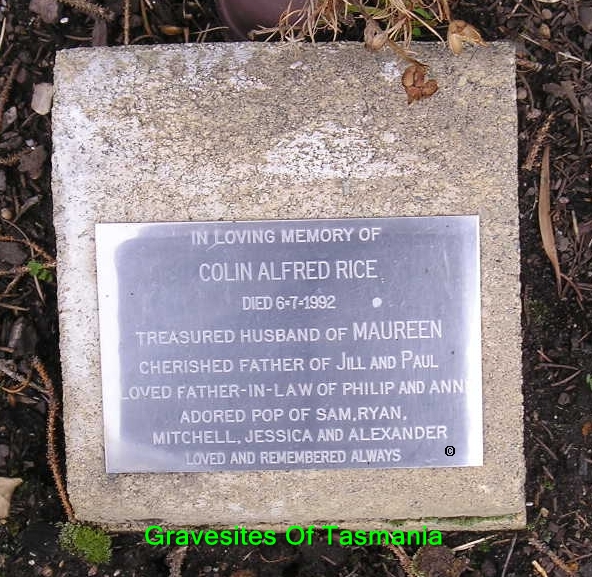 IN LOVING MEMORY OF
COLIN ALFRED RICE
DIED 6=7=1992
TREASURED HUSBAND OF MAUREEN
CHERISHED FATHER OF JILL AND PAUL
LOVED FATHER-IN-LAW OF PHILIP AND ANN
ADORED POP OF SAM, RYAN,
MITCHELL, JESSICA AND ALEXANDER
LOVED AND REMEMBERED ALWAYS
©
Gravesites Of Tasmania